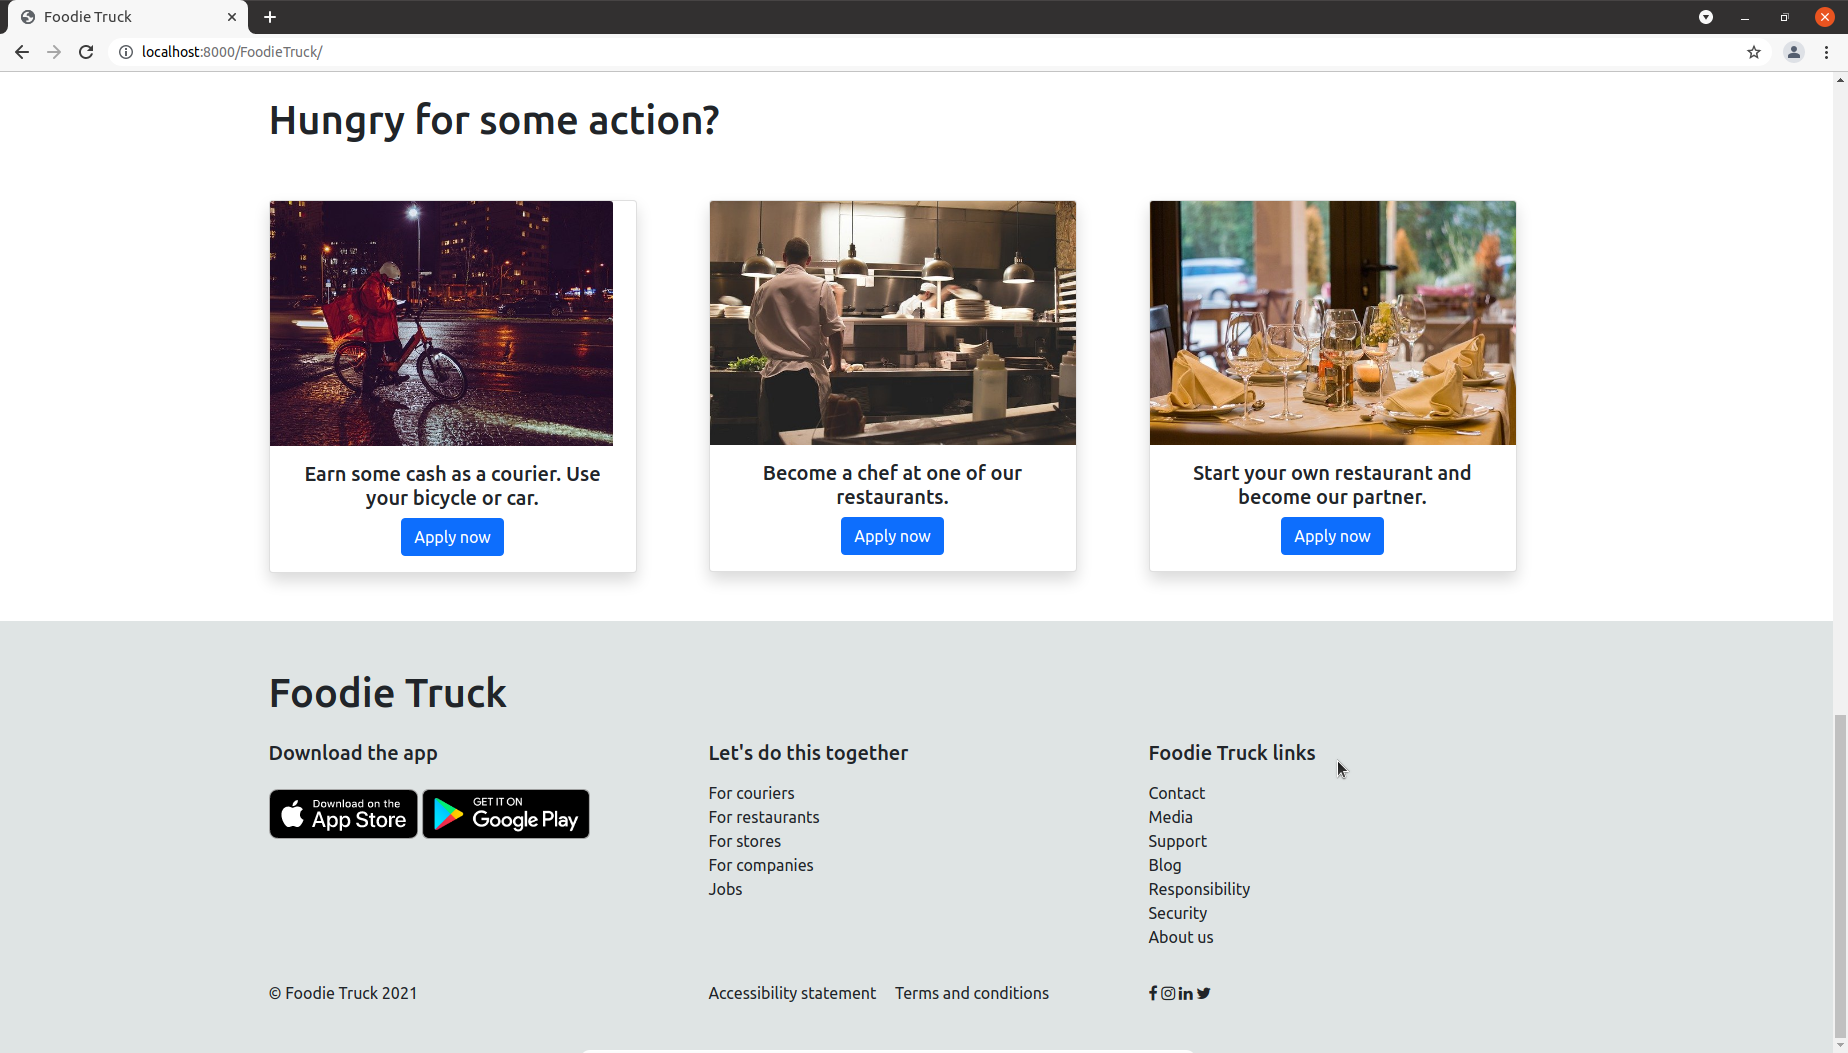 Foodie Truck
localhost:8000/FoodieTruck/
Hungry for some action?
Earn some cash as a courier. Use
your bicycle or car.
Apply now
Become a chef at one of our
restaurants.
Apply now
Start your own restaurant and
become our partner.
Apply now
Foodie Truck
Download the app
Download on the
App Store
GET IT ON
Google Play
Let's do this together
For couriers
For restaurants
For stores
For companies
Jobs
Foodie Truck links
Contact
Media
Support
Blog
Responsibility
Security
About us
© Foodie Truck 2021
Accessibility statement
Terms and conditions